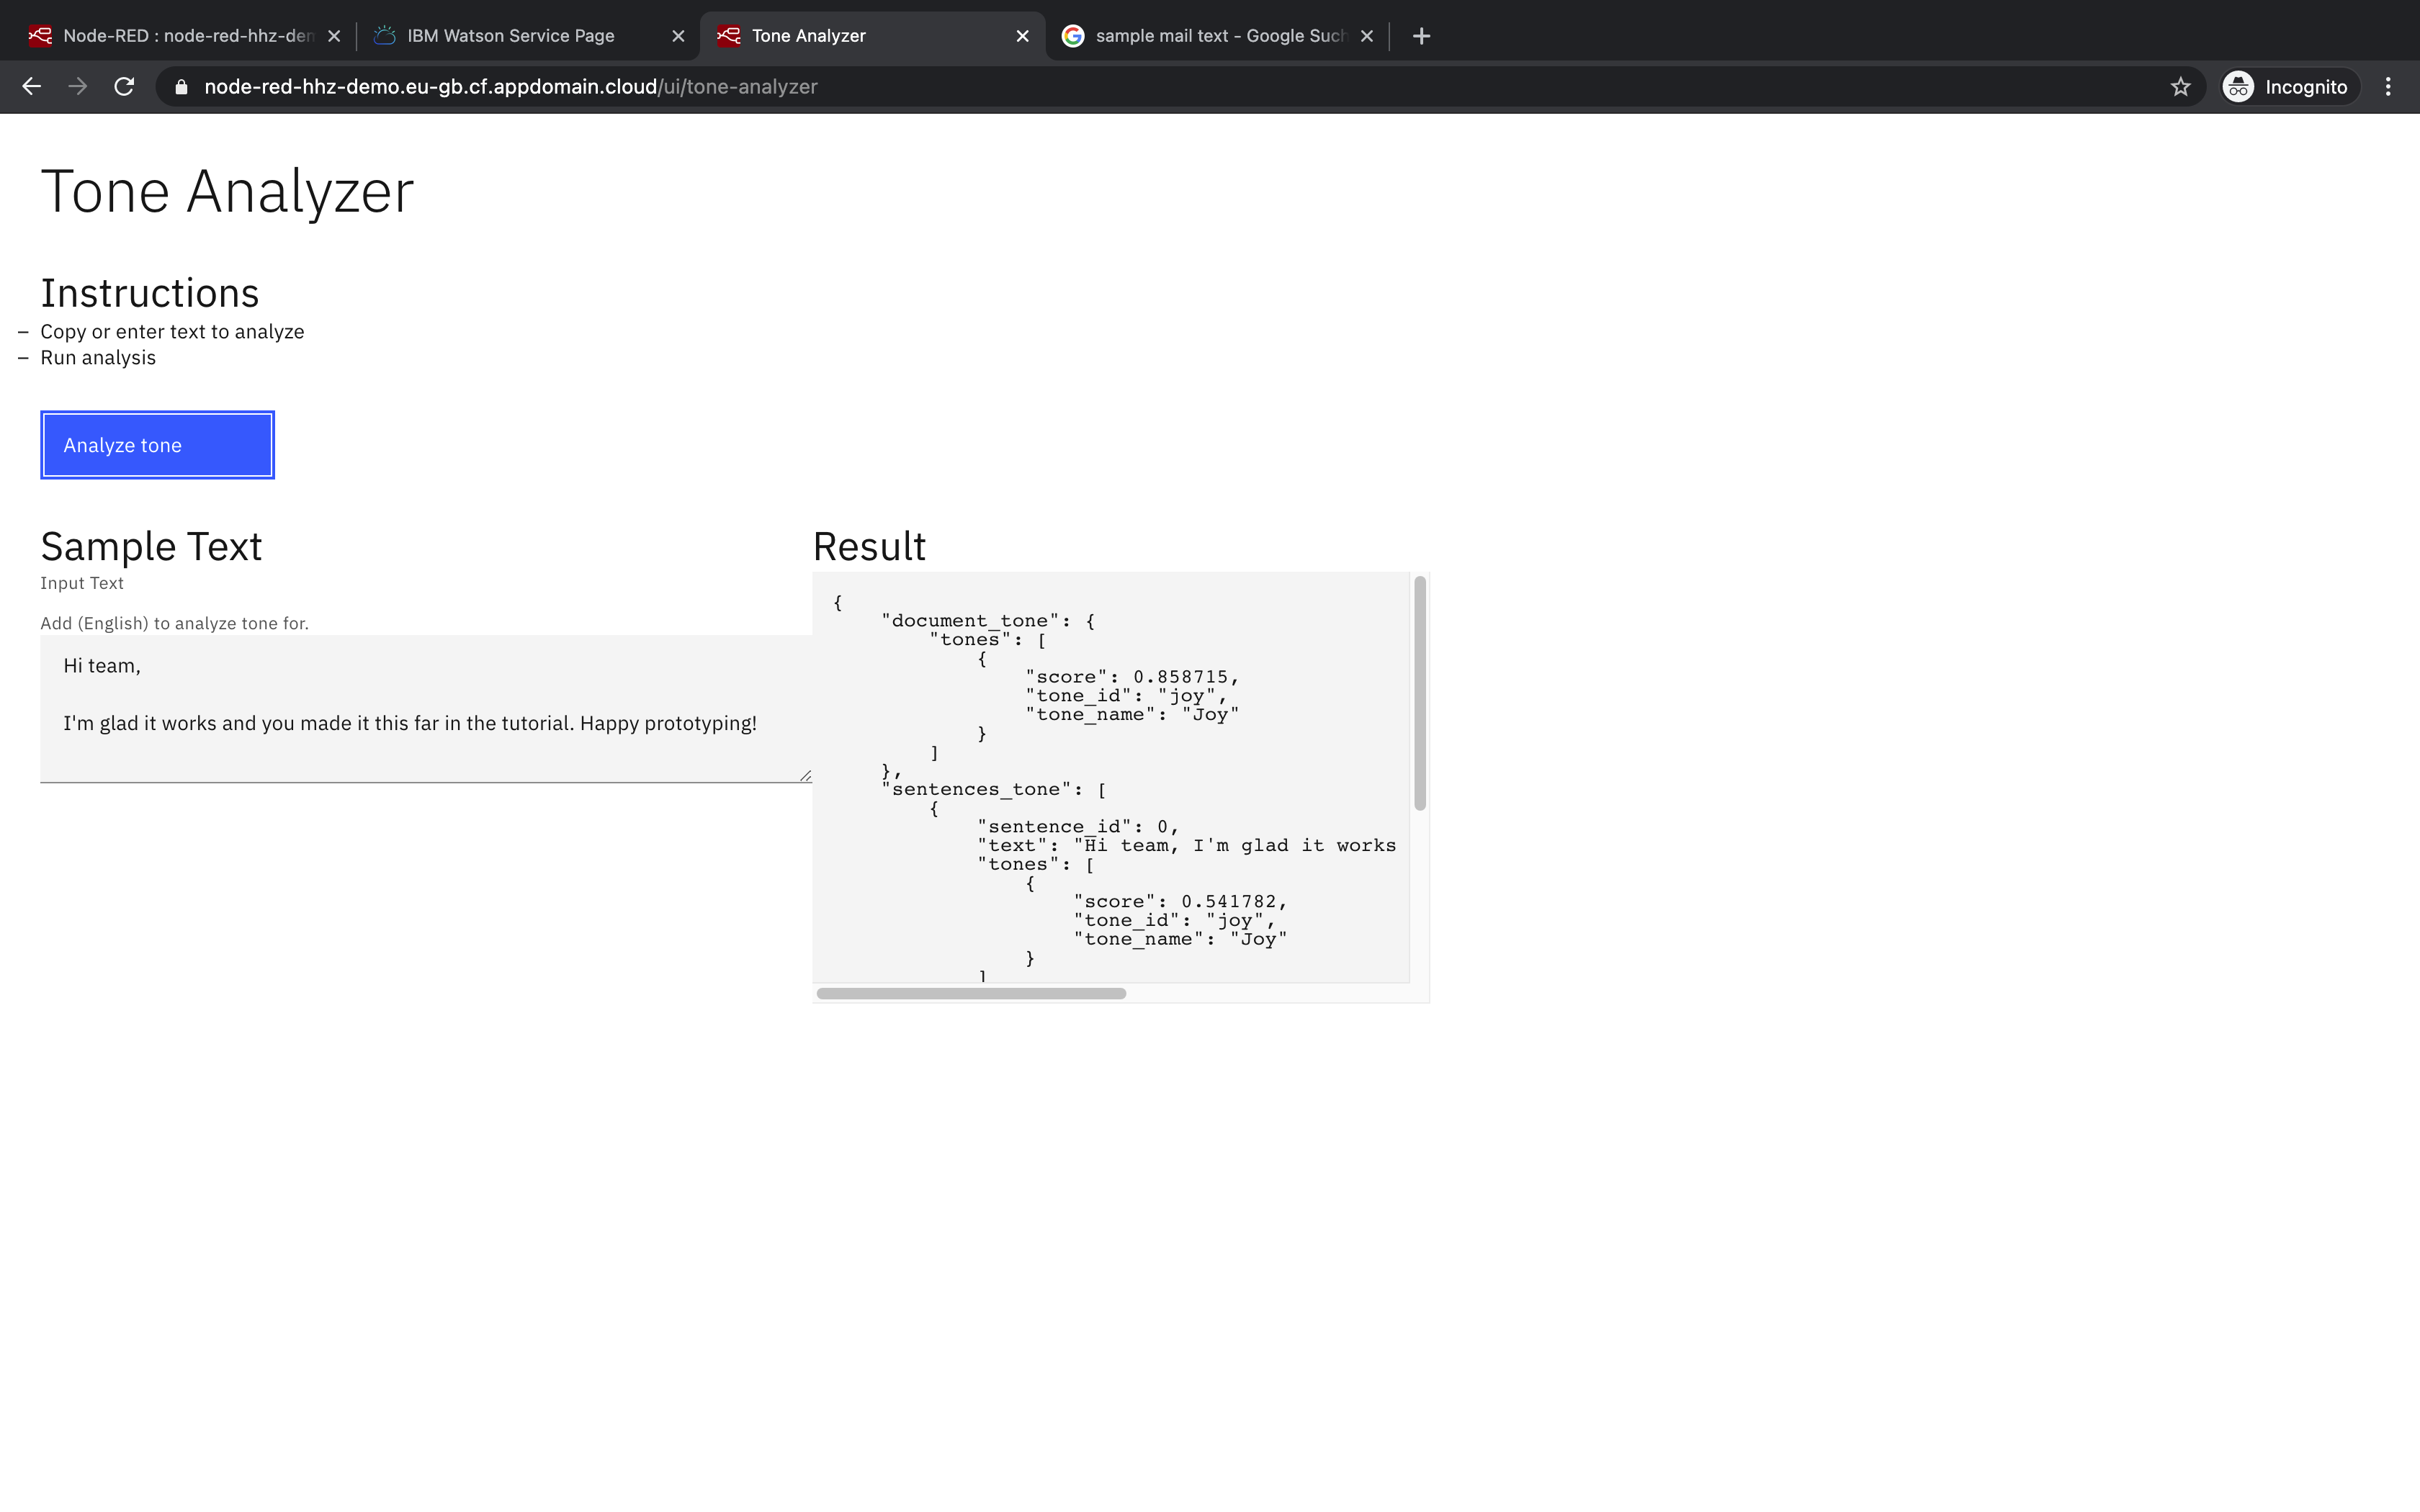 Node-RED : node-red-hhz-den
IBM Watson Service Page
Tone Analyzer
sample mail text - Google Such
node-red-hhz-demo.eu-gb.cf.appdomain.cloud/ui/tone-analyzer
Incognito
Tone Analyzer
Instructions
– Copy or enter text to analyze
– Run analysis
Analyze tone
Sample Text
Input Text
Add (English) to analyze tone for.
Hi team,
I'm glad it works and you made it this far in the tutorial. Happy prototyping!
Result
{
"document_tone": {
"tones": [
{
"score": 0.858715,
"tone_id": "joy",
"tone_name": "Joy"
}
]
},
"sentences_tone": [
{
"sentence_id": 0,
"text": "Hi team, I'm glad it works
"tones": [
{
"score": 0.541782,
"tone_id": "joy",
"tone_name": "Joy"
}
]